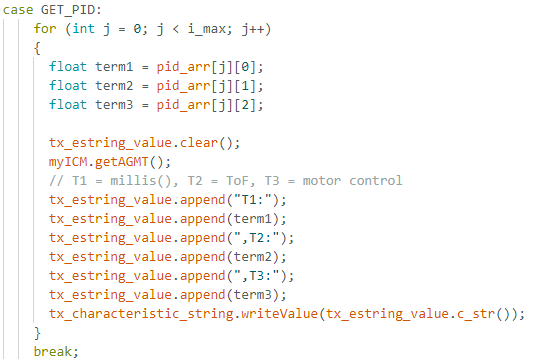 case GET_PID:
    for (int j = 0; j < i_max; j++)
    {
      float term1 = pid_arr[j][0];
      float term2 = pid_arr[j][1];
      float term3 = pid_arr[j][2];

      tx_estring_value.clear();
      myICM.getAGMT();
      // T1 = millis(), T2 = ToF, T3 = motor control
      tx_estring_value.append("T1:");
      tx_estring_value.append(term1);
      tx_estring_value.append(",T2:");
      tx_estring_value.append(term2);
      tx_estring_value.append(",T3:");
      tx_estring_value.append(term3);
      tx_characteristic_string.writeValue(tx_estring_value.c_str());
    }
    break;